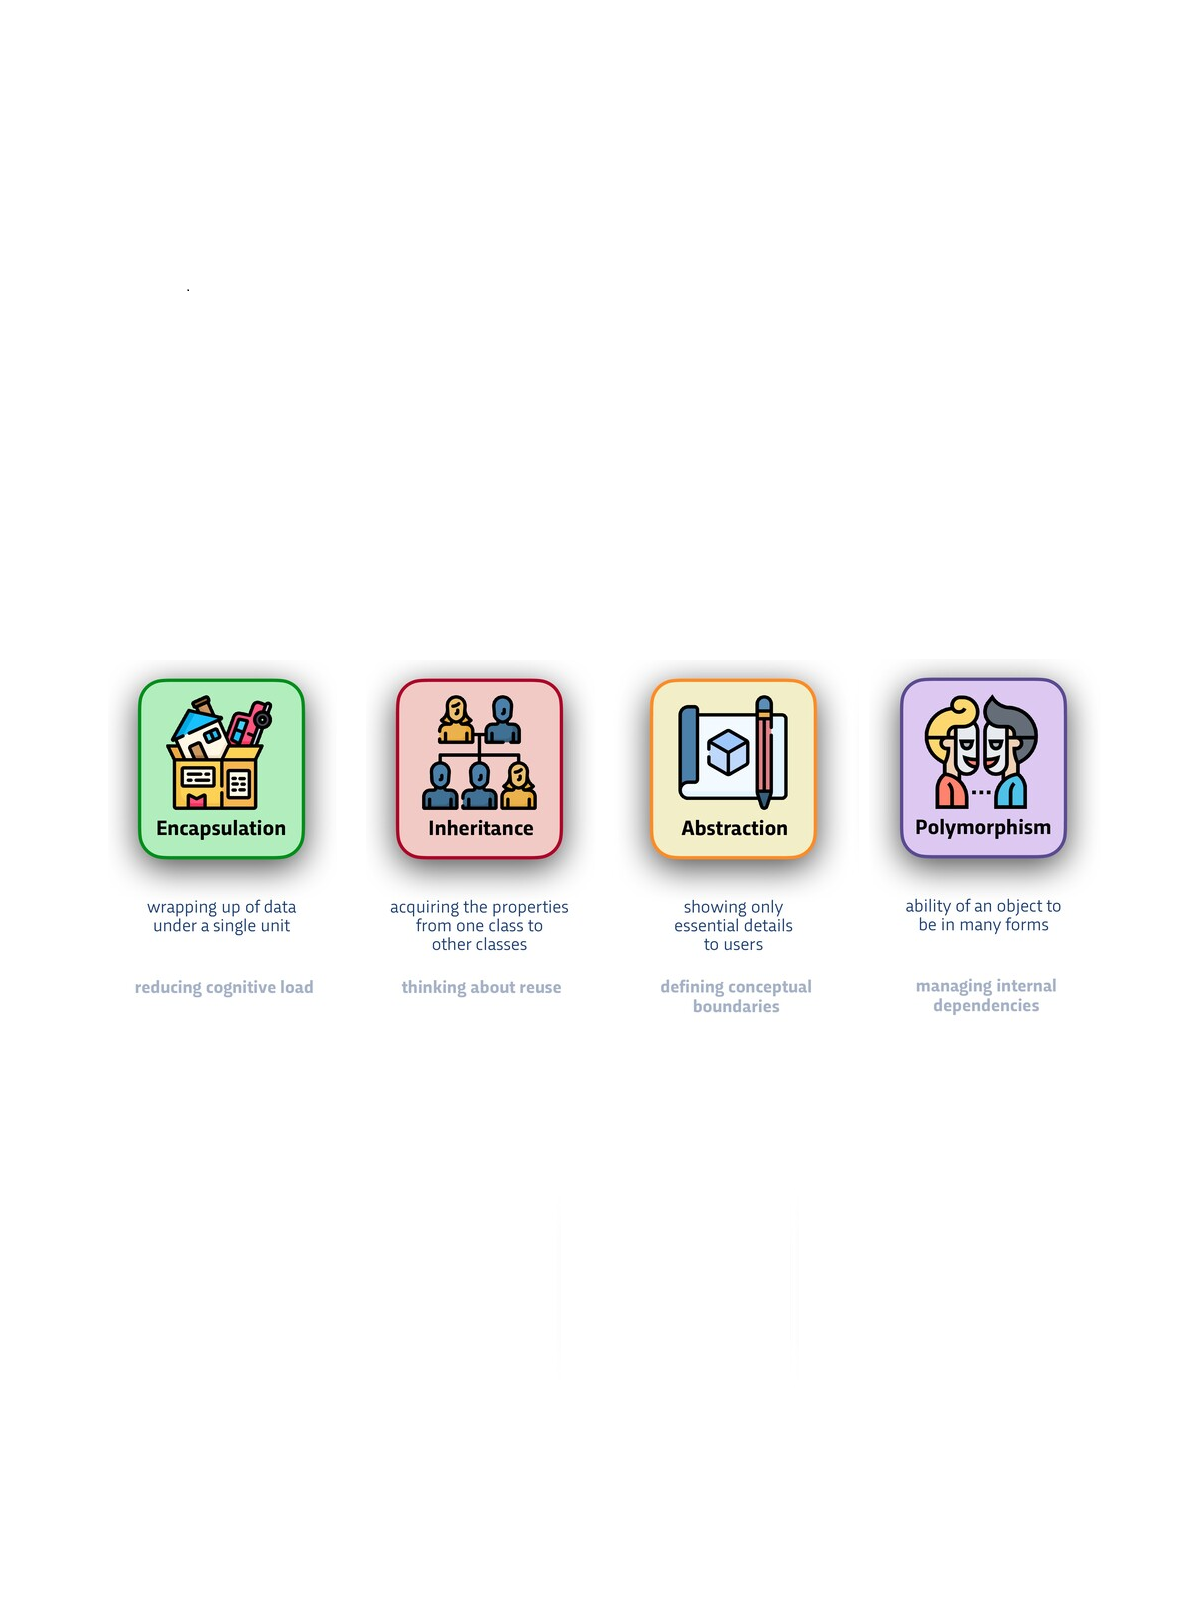 .
Encapsulation
wrapping up of data
under a single unit
reducing cognitive load
Inheritance
acquiring the properties
from one class to
other classes
thinking about reuse
Abstraction
showing only
essential details
to users
defining conceptual
boundaries
Polymorphism
ability of an object to
be in many forms
managing internal
dependencies